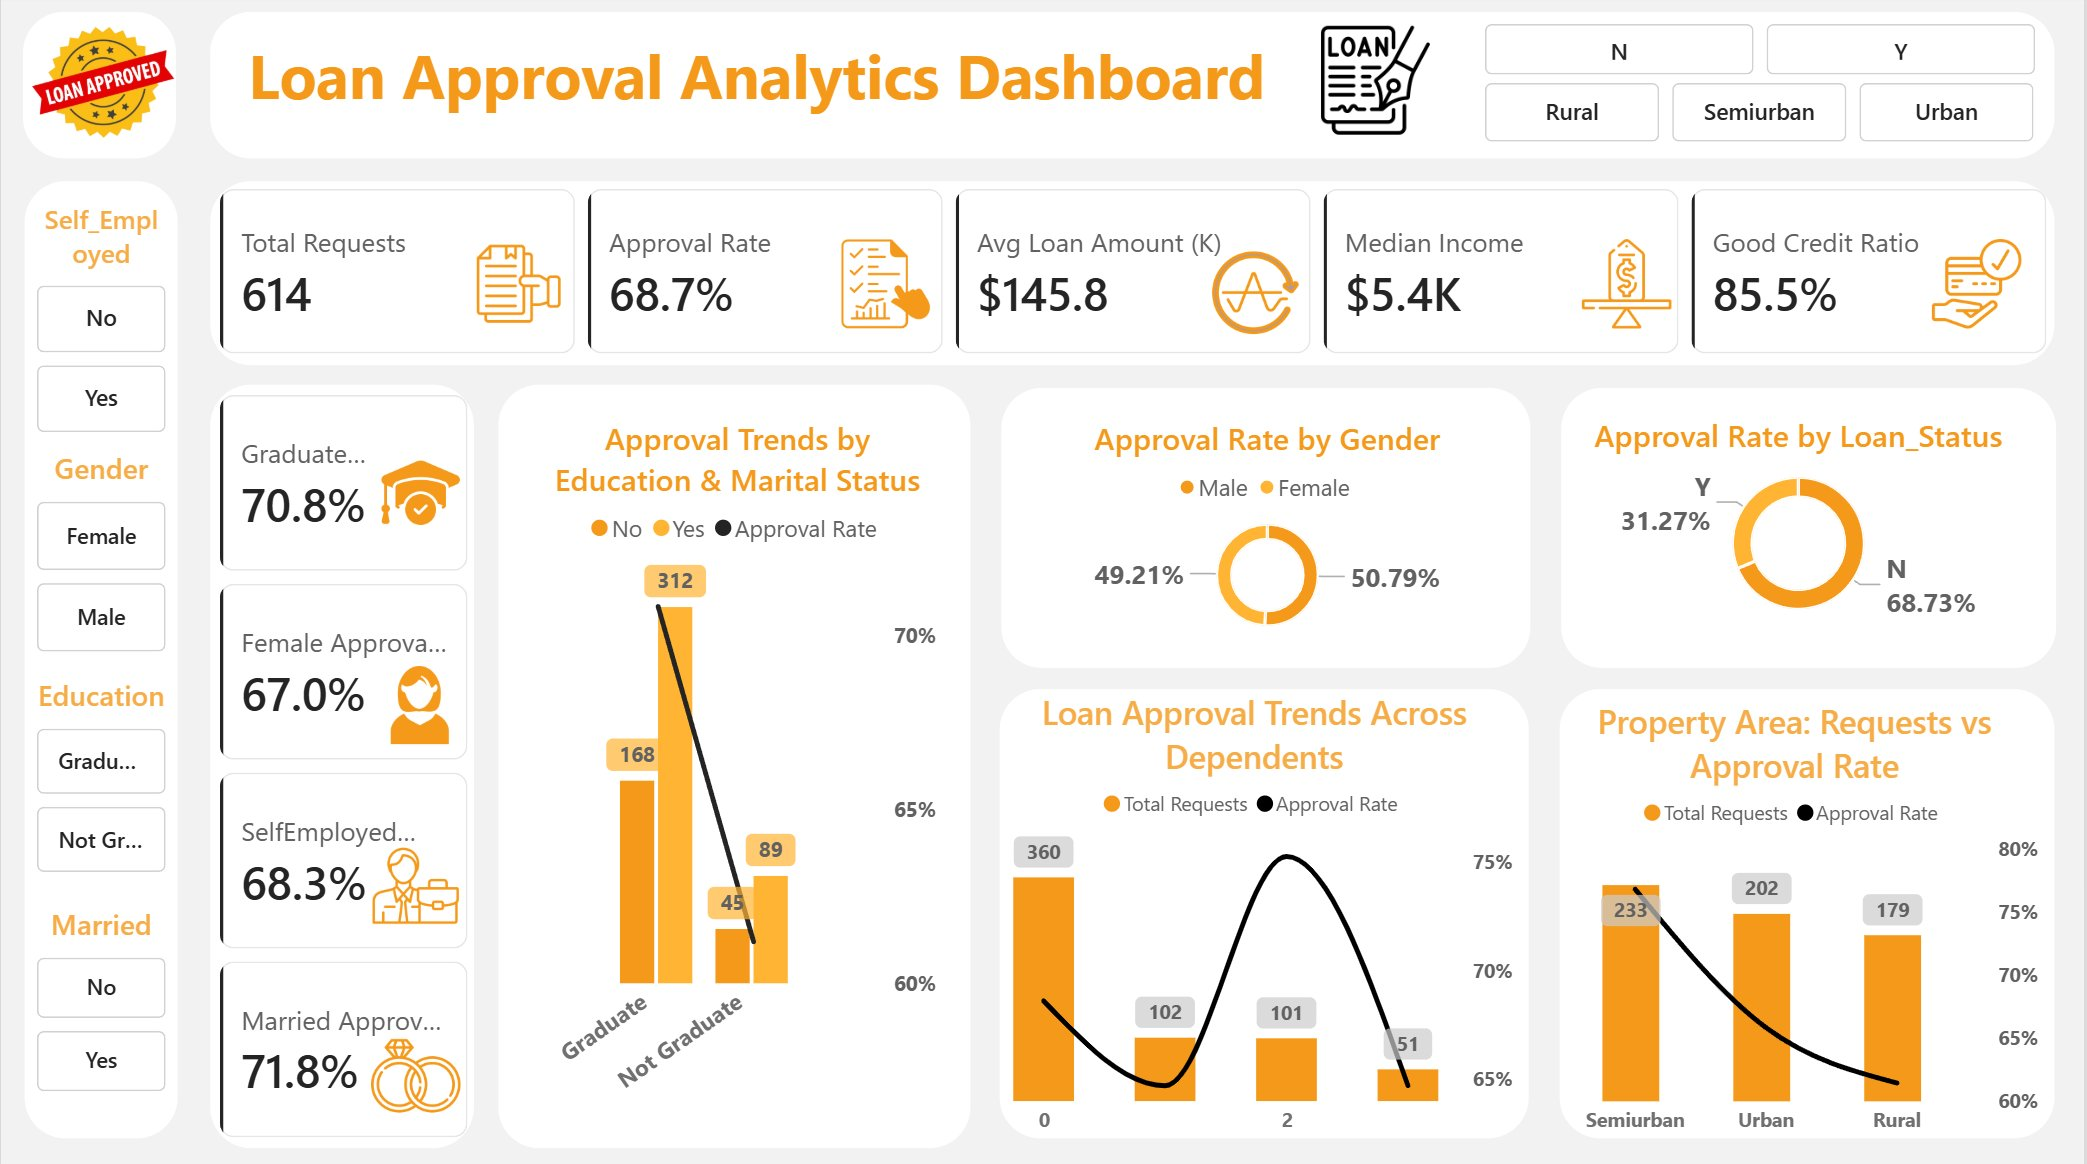 LOAN APPROVED
Loan Approval Analytics Dashboard
LOAN
N
Y
Rural
Semiurban
Urban
Self_Empl
oyed
No
Yes
Gender
Female
Male
Education
Gradu...
Not Gr...
Married
No
Yes
Total Requests
614
Approval Rate
68.7%
Avg Loan Amount (K)
$145.8
Median Income
$5.4K
Good Credit Ratio
85.5%
Graduate...
70.8%
Female Approva...
67.0%
SelfEmployed...
68.3%
Married Approv...
71.8%
Approval Trends by
Education & Marital Status
No Yes Approval Rate
312
168
89
45
70%
65%
60%
Graduate
Not Graduate
Approval Rate by Gender
Male Female
49.21%
50.79%
Approval Rate by Loan_Status
Y
31.27%
N
68.73%
Loan Approval Trends Across
Dependents
Total Requests Approval Rate
360
102
101
51
75%
70%
65%
0
2
Property Area: Requests vs
Approval Rate
Total Requests Approval Rate
233
202
179
80%
75%
70%
65%
60%
Semiurban
Urban
Rural